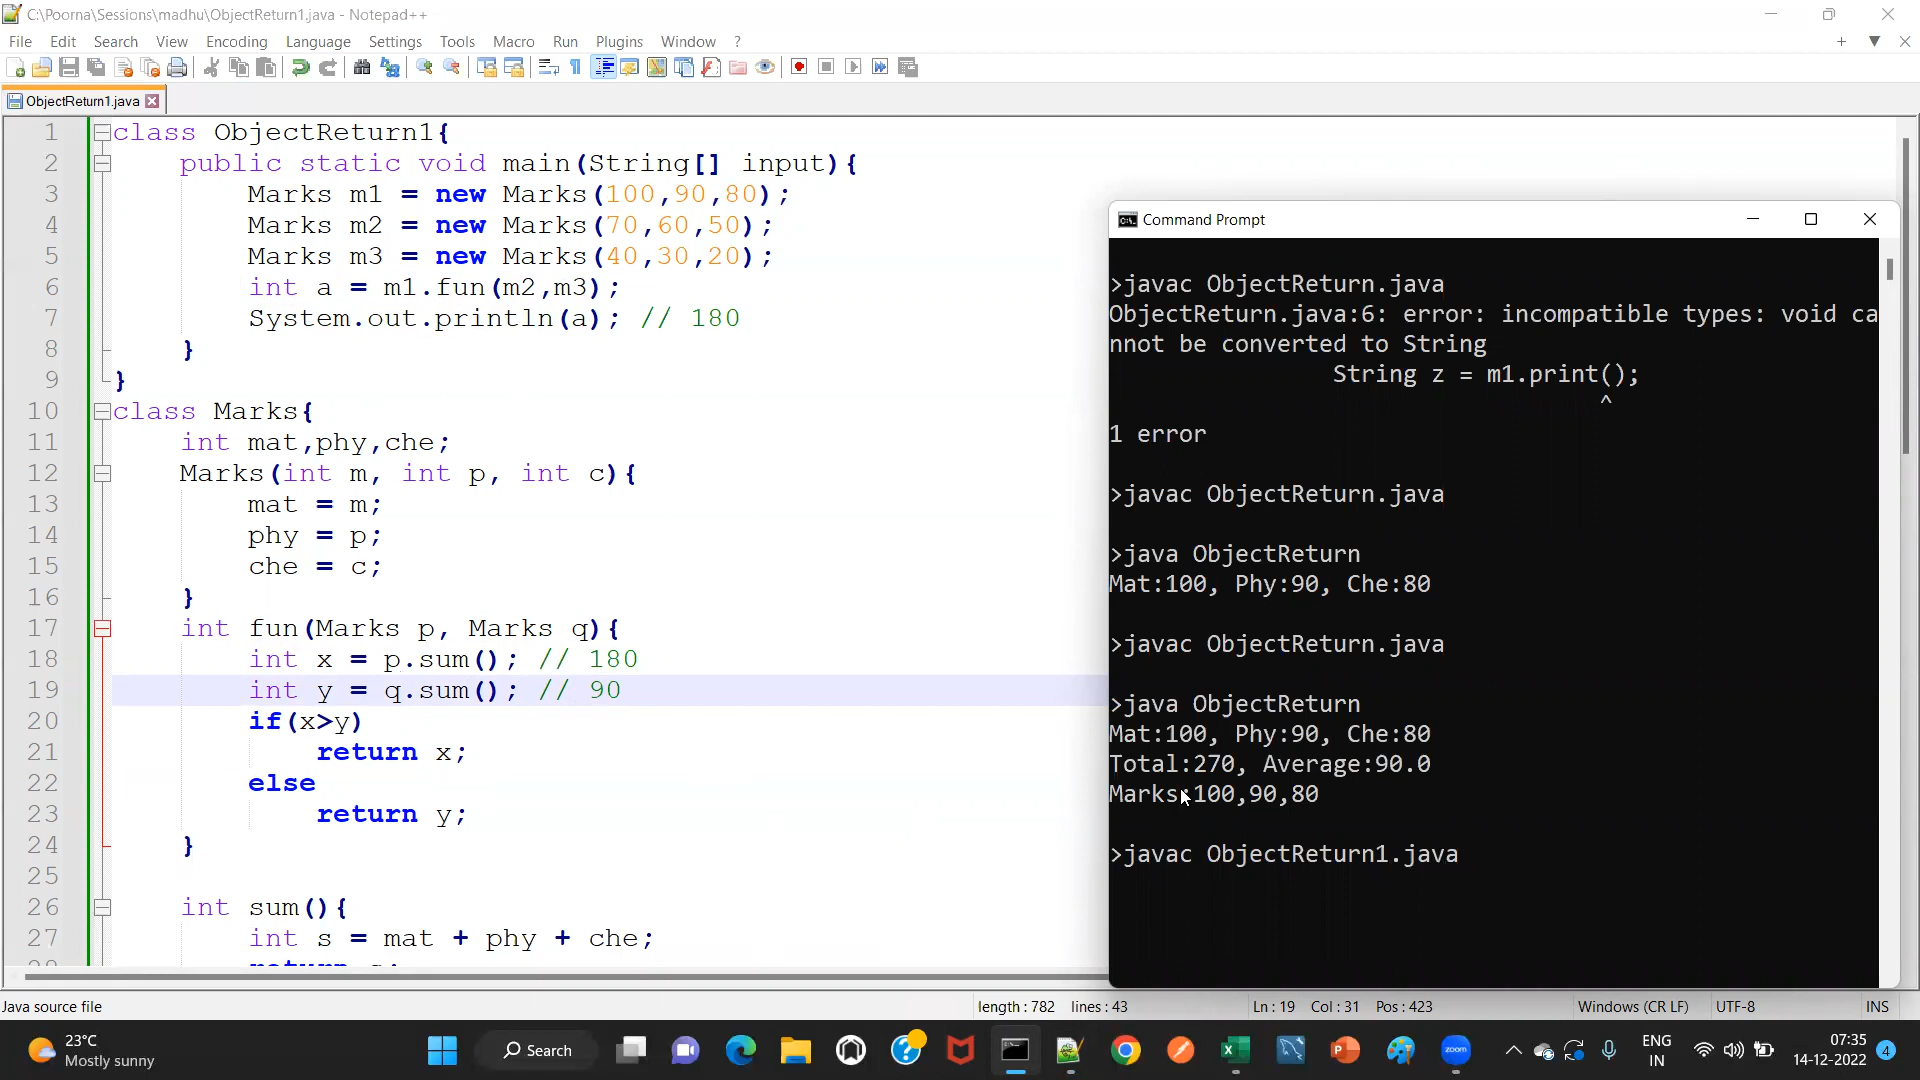 C:\Poorna\Sessions\madhu\ObjectReturn1.java - Notepad++
File Edit Search View Encoding Language Settings Tools Macro Run Plugins Window ?
ObjectReturn1.java
1 class ObjectReturn1{
2 public static void main(String[] input){
3 Marks m1 = new Marks(100,90,80);
4 Marks m2 = new Marks(70,60,50);
5 Marks m3 = new Marks(40,30,20);
6 int a = m1.fun(m2,m3);
7 System.out.println(a); // 180
8 }
9 }
10 class Marks{
11 int mat,phy,che;
12 Marks(int m, int p, int c){
13 mat = m;
14 phy = p;
15 che = c;
16 }
17 int fun(Marks p, Marks q){
18 int x = p.sum(); // 180
19 int y = q.sum(); // 90
20 if(x>y)
21 return x;
22 else
23 return y;
24 }
25
26 int sum(){
27 int s = mat + phy + che;
Command Prompt
>javac ObjectReturn.java
ObjectReturn.java:6: error: incompatible types: void ca
nnot be converted to String
String z = m1.print();
^
1 error
>javac ObjectReturn.java
>java ObjectReturn
Mat:100, Phy:90, Che:80
>javac ObjectReturn.java
>java ObjectReturn
Mat:100, Phy:90, Che:80
Total:270, Average:90.0
Marks:100,90,80
>javac ObjectReturn1.java
Java source file length : 782 lines : 43 Ln : 19 Col : 31 Pos : 423 Windows (CR LF) UTF-8 INS
23°C
Mostly sunny
Search
zoom
ENG
IN
07:35
14-12-2022
4